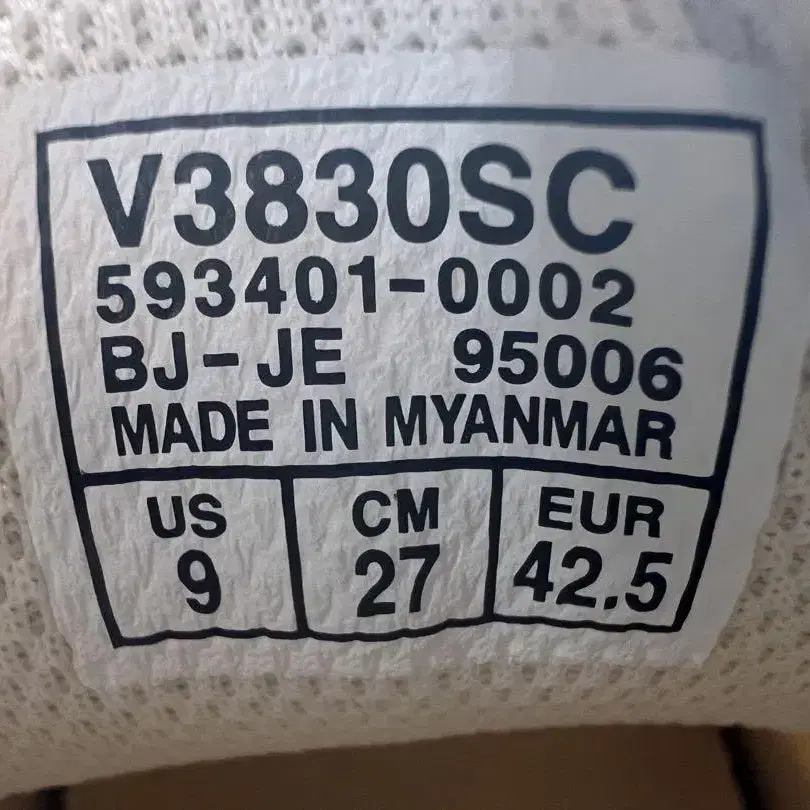 V3830SC
593401-0002
BJ-JE 95006
MADE IN MYANMAR
US CM EUR
9 27 42.5